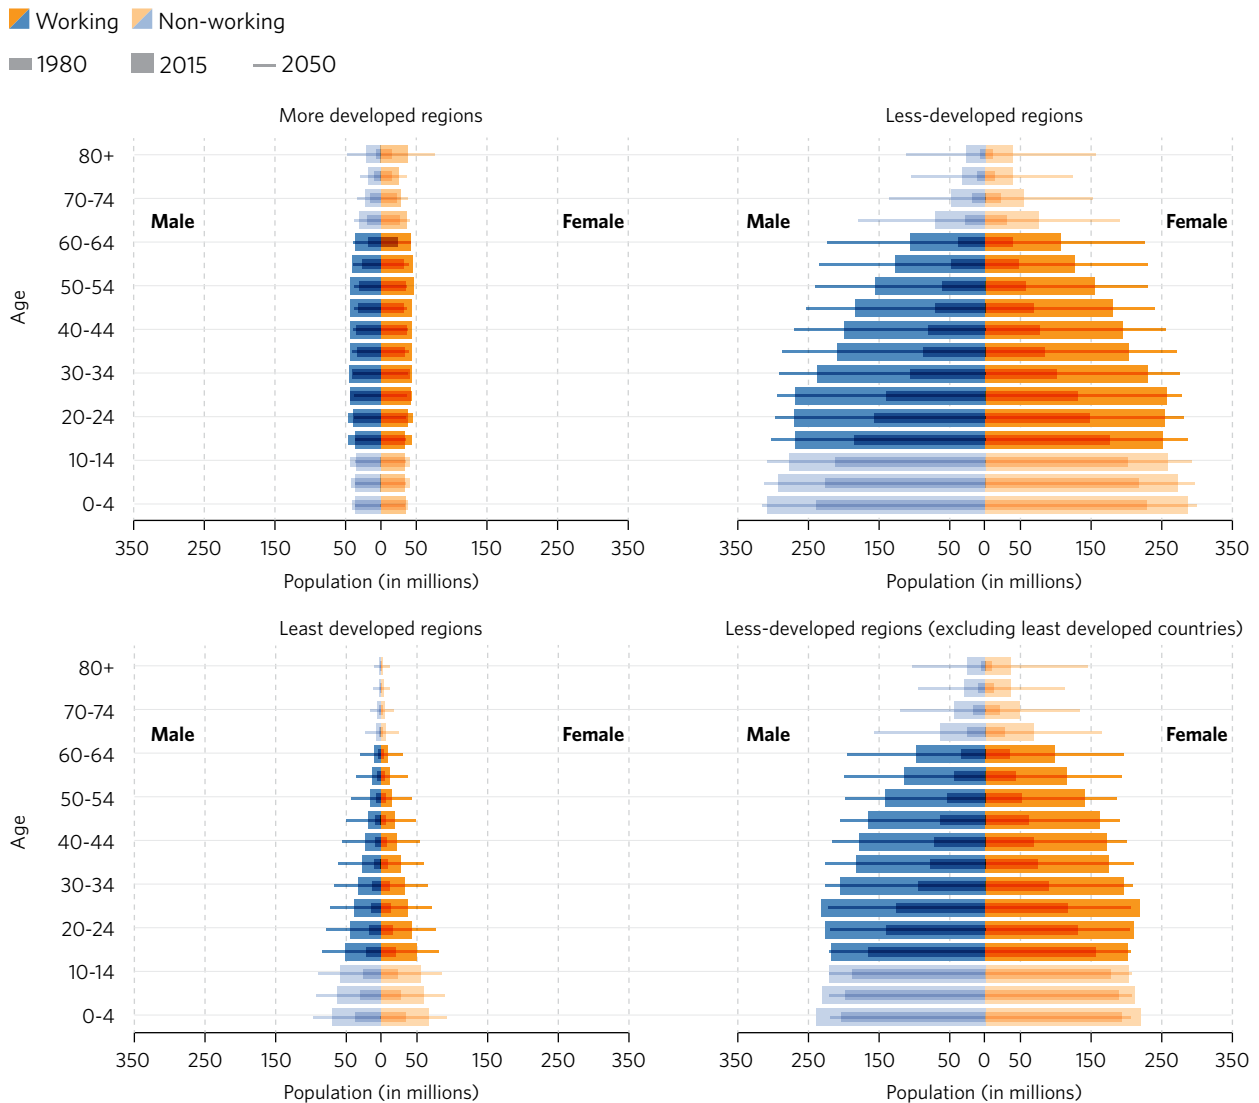 Working Non-working
1980 2015 2050
More developed regions
Age
80+
70-74
Male Female
60-64
50-54
40-44
30-34
20-24
10-14
0-4
350 250 150 50 0 50 150 250 350
Population (in millions)
Less-developed regions
Male Female
350 250 150 50 0 50 150 250 350
Population (in millions)
Least developed regions
Age
80+
70-74
Male Female
60-64
50-54
40-44
30-34
20-24
10-14
0-4
350 250 150 50 0 50 150 250 350
Population (in millions)
Less-developed regions (excluding least developed countries)
Male Female
350 250 150 50 0 50 150 250 350
Population (in millions)